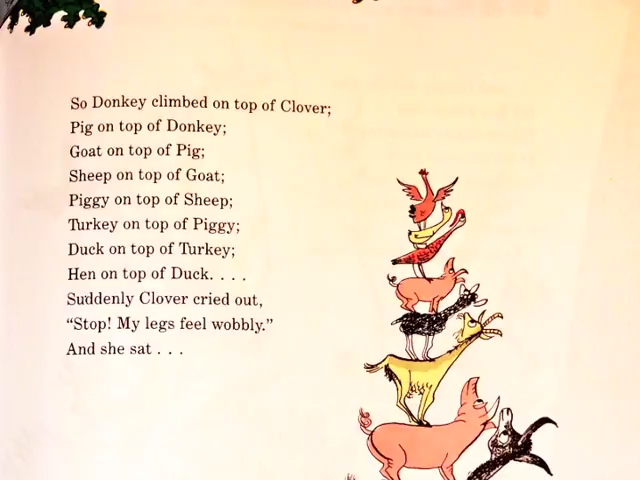 So Donkey climbed on top of Clover;
Pig on top of Donkey;
Goat on top of Pig;
Sheep on top of Goat;
Piggy on top of Sheep;
Turkey on top of Piggy;
Duck on top of Turkey;
Hen on top of Duck. . . .
Suddenly Clover cried out,
“Stop! My legs feel wobbly.”
And she sat . . .